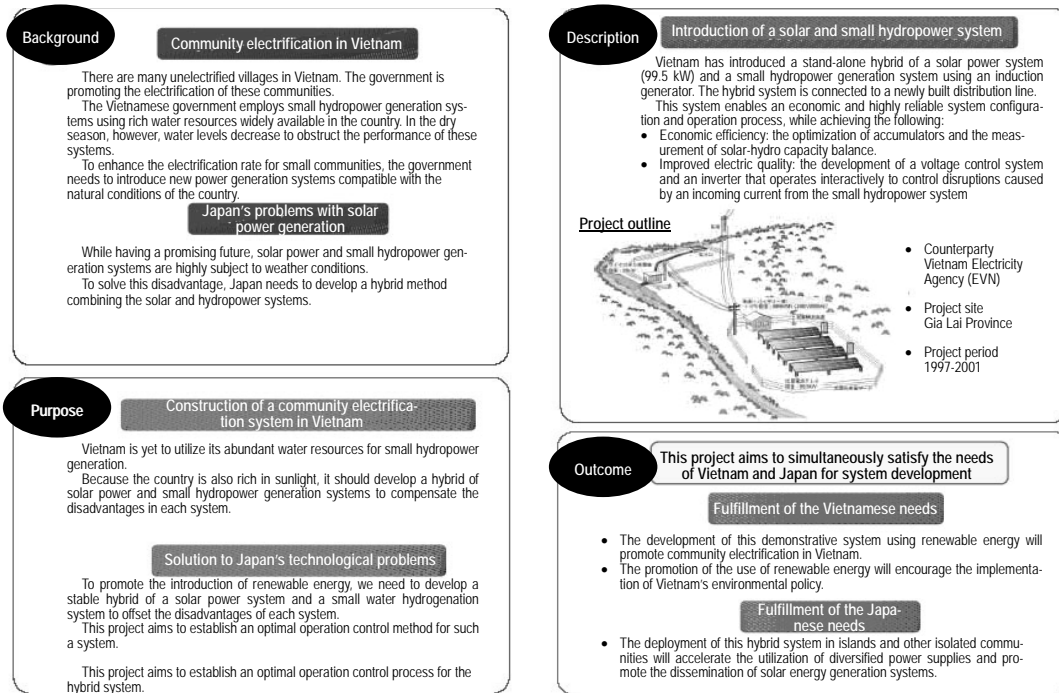 Background
Community electrification in Vietnam
There are many unelectrified villages in Vietnam. The government is
promoting the electrification of these communities.
The Vietnamese government employs small hydropower generation sys-
tems using rich water resources widely available in the country. In the dry
season, however, water levels decrease to obstruct the performance of these
systems.
To enhance the electrification rate for small communities, the government
needs to introduce new power generation systems compatible with the
natural conditions of the country.
Japan's problems with solar
power generation
While having a promising future, solar power and small hydropower gen-
eration systems are highly subject to weather conditions.
To solve this disadvantage, Japan needs to develop a hybrid method
combining the solar and hydropower systems.
Purpose
Construction of a community electrifica-
tion system in Vietnam
Vietnam is yet to utilize its abundant water resources for small hydropower
generation.
Because the country is also rich in sunlight, it should develop a hybrid of
solar power and small hydropower generation systems to compensate the
disadvantages in each system.
Solution to Japan's technological problems
To promote the introduction of renewable energy, we need to develop a
stable hybrid of a solar power system and a small water hydrogenation
system to offset the disadvantages of each system.
This project aims to establish an optimal operation control method for such
a system.
This project aims to establish an optimal operation control process for the
hybrid system.
Description
Introduction of a solar and small hydropower system
Vietnam has introduced a stand-alone hybrid of a solar power system
(99.5 kW) and a small hydropower generation system using an induction
generator. The hybrid system is connected to a newly built distribution line.
This system enables an economic and highly reliable system configura-
tion and operation process, while achieving the following:
• Economic efficiency: the optimization of accumulators and the meas-
urement of solar-hydro capacity balance.
• Improved electric quality: the development of a voltage control system
and an inverter that operates interactively to control disruptions caused
by an incoming current from the small hydropower system
Project outline
• Counterparty
Vietnam Electricity
Agency (EVN)
• Project site
Gia Lai Province
• Project period
1997-2001
Outcome
This project aims to simultaneously satisfy the needs
of Vietnam and Japan for system development
Fulfillment of the Vietnamese needs
• The development of this demonstrative system using renewable energy will
promote community electrification in Vietnam.
• The promotion of the use of renewable energy will encourage the implementa-
tion of Vietnam's environmental policy.
Fulfillment of the Japa-
nese needs
• The deployment of this hybrid system in islands and other isolated commu-
nities will accelerate the utilization of diversified power supplies and pro-
mote the dissemination of solar energy generation systems.